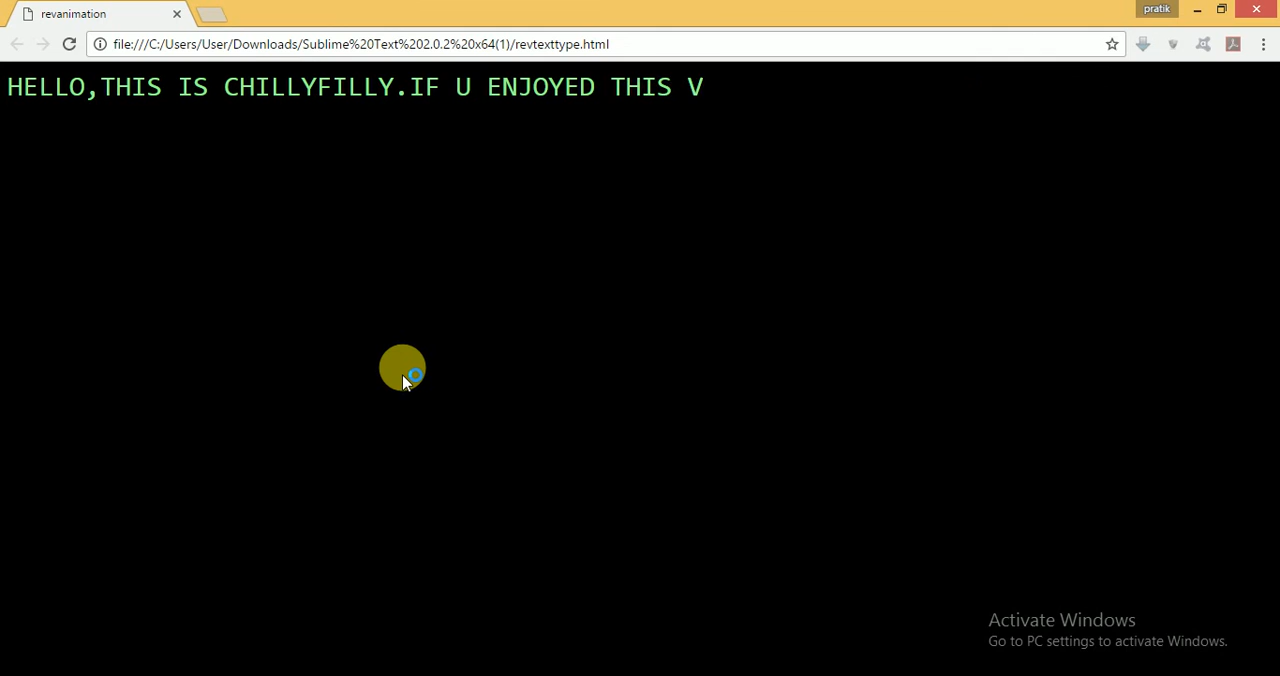 revanimation
pratik
file:///C:/Users/User/Downloads/Sublime%20Text%202.0.2%20x64(1)/revtexttype.html
HELLO,THIS IS CHILLYFILLY.IF U ENJOYED THIS V
Activate Windows
Go to PC settings to activate Windows.